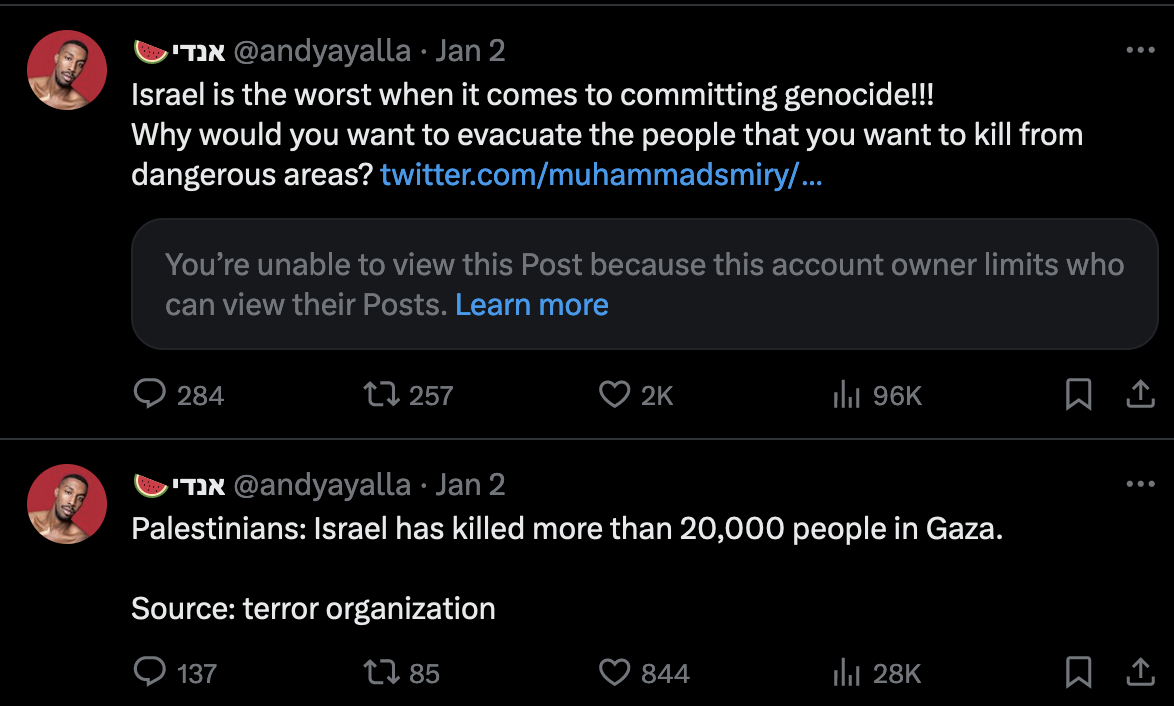 🍉אנדי @andyayalla · Jan 2
Israel is the worst when it comes to committing genocide!!!
Why would you want to evacuate the people that you want to kill from
dangerous areas? twitter.com/muhammadsmiry/...
You're unable to view this Post because this account owner limits who
can view their Posts. Learn more
284 257 2K 96K
🍉אנדי @andyayalla · Jan 2
Palestinians: Israel has killed more than 20,000 people in Gaza.
Source: terror organization
137 85 844 28K